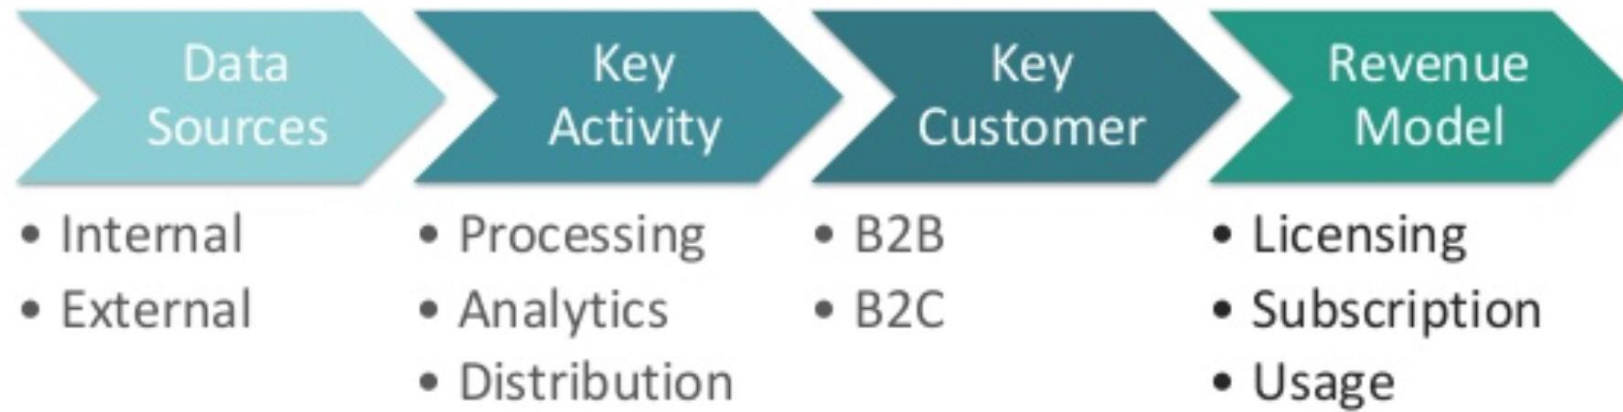 Data
Sources
Key
Activity
Key
Customer
Revenue
Model
• Internal
• External
• Processing
• Analytics
• Distribution
• B2B
• B2C
• Licensing
• Subscription
• Usage